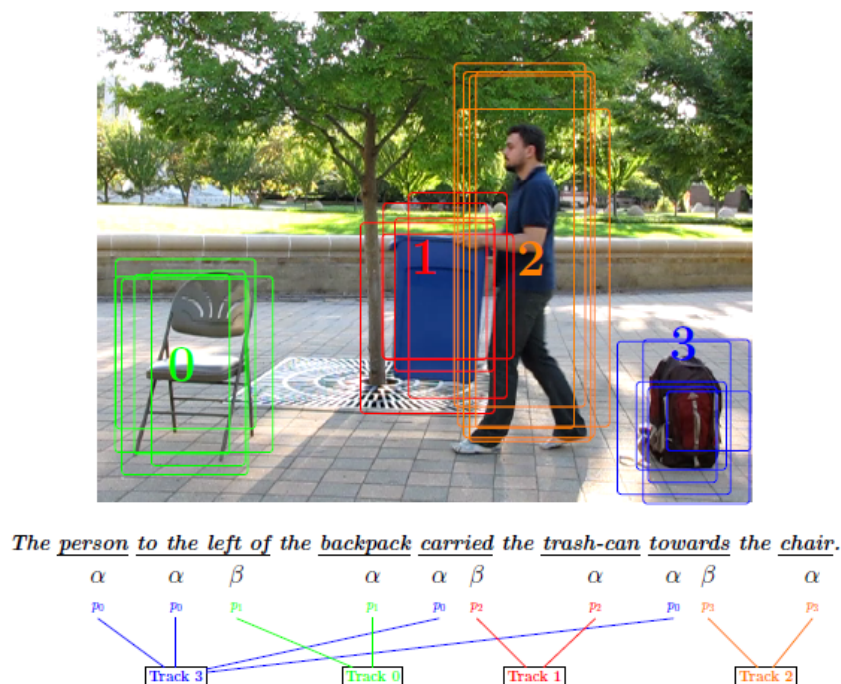 1
2
3
0
The person to the left of the backpack carried the trash-can towards the chair.
α α β α α β α α β α
p₀ p₀ p₁ p₁ p₀ p₂ p₂ p₀ p₃ p₃
Track 3 Track 0 Track 1 Track 2